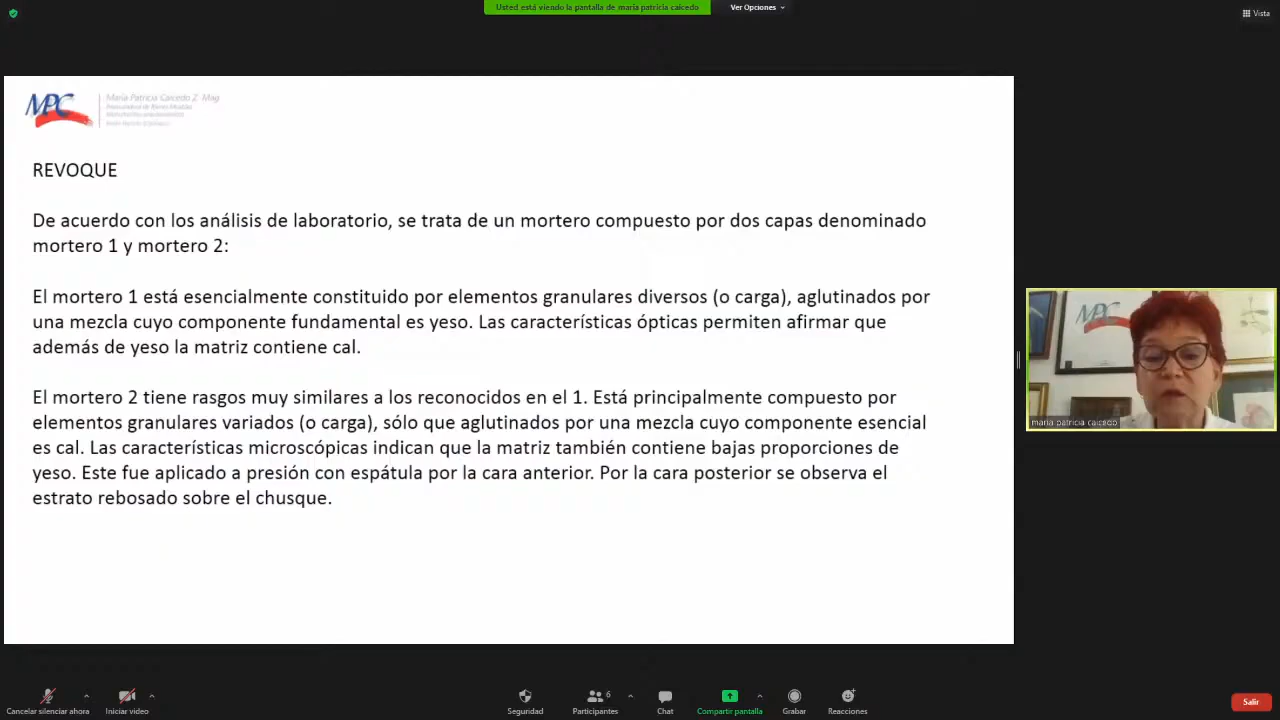 Usted está viendo la pantalla de maria patricia caicedo
Ver Opciones
Vista
MPC
María Patricia Caicedo Z. Mag
REVOQUE
De acuerdo con los análisis de laboratorio, se trata de un mortero compuesto por dos capas denominado
mortero 1 y mortero 2:
El mortero 1 está esencialmente constituido por elementos granulares diversos (o carga), aglutinados por
una mezcla cuyo componente fundamental es yeso. Las características ópticas permiten afirmar que
además de yeso la matriz contiene cal.
El mortero 2 tiene rasgos muy similares a los reconocidos en el 1. Está principalmente compuesto por
elementos granulares variados (o carga), sólo que aglutinados por una mezcla cuyo componente esencial
es cal. Las características microscópicas indican que la matriz también contiene bajas proporciones de
yeso. Este fue aplicado a presión con espátula por la cara anterior. Por la cara posterior se observa el
estrato rebosado sobre el chusque.
MPC
maria patricia caicedo
Cancelar silenciar ahora
Iniciar video
Seguridad
Participantes
6
Chat
Compartir pantalla
Grabar
Reacciones
Salir